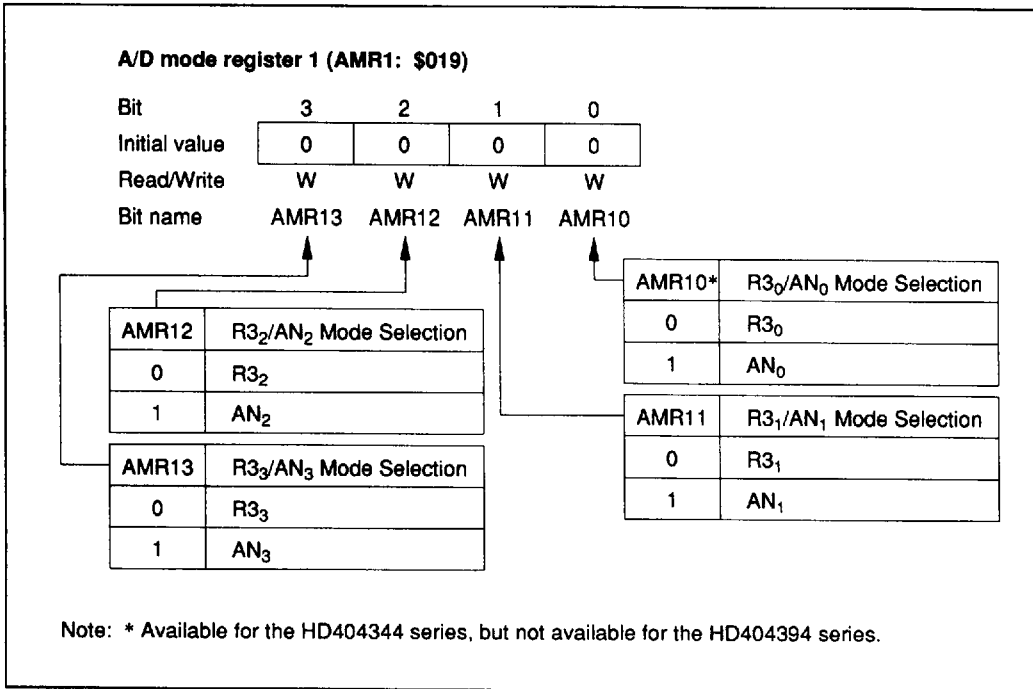 A/D mode register 1 (AMR1: $019)
Bit 3 2 1 0
Initial value 0 0 0 0
Read/Write W W W W
Bit name AMR13 AMR12 AMR11 AMR10
AMR12 R3₂/AN₂ Mode Selection
0 R3₂
1 AN₂
AMR13 R3₃/AN₃ Mode Selection
0 R3₃
1 AN₃
AMR10* R3₀/AN₀ Mode Selection
0 R3₀
1 AN₀
AMR11 R3₁/AN₁ Mode Selection
0 R3₁
1 AN₁
Note: * Available for the HD404344 series, but not available for the HD404394 series.